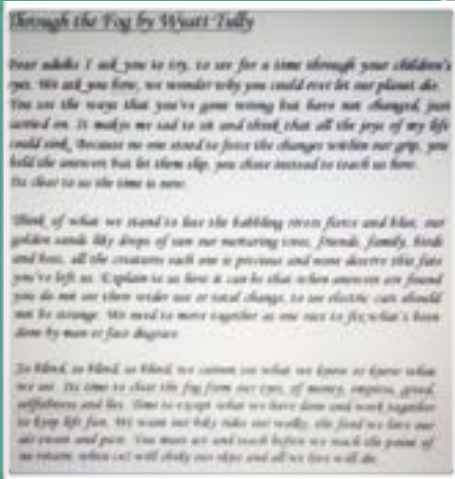 Through the Fog by Wyatt Tully
Dear adults I ask you to try, to see for a time through your children's
eyes. We ask you how, we wonder why you could ever let our planet die.
You see the ways that you've gone wrong but have not changed, just
carried on. It makes me sad to sit and think that all the joys of my life
could sink. Because no one stood to force the changes within our grip, you
held the answers but let them slip, you chose instead to teach us how.
Its clear to us the time is now.
Think of what we stand to lose the babbling rivers fierce and blue, our
golden sands like drops of sun our nurturing trees, friends, family, birds
and bees, all the creatures each one is precious and none deserve this fate
you've left us. Explain to us how it can be that when answers are found
you do not see them wider use or total change, to see electric cars should
not be strange. We need to move together as one race to fix what's been
done by man or face disgrace.
So blind, so blind, so blind, we cannot see what we know or know what
we see. Its time to clear the fog from our eyes, of money, empires, greed,
selfishness and lies. Time to accept what we have done and work together
to keep life fun. We want our bike rides our walks, the food we love our
air sweet and pure. You must act and teach before we reach the point of
no return, when will choke our skies and all we love will die.